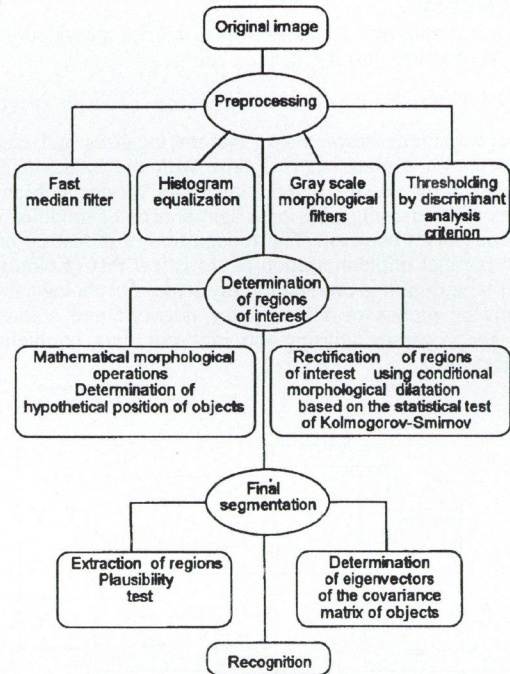 Original image
Preprocessing
Fast
median filter
Histogram
equalization
Gray scale
morphological
filters
Thresholding
by discriminant
analysis
criterion
Determination
of regions
of interest
Mathematical morphological
operations
Determination of
hypothetical position of objects
Rectification of regions
of interest using conditional
morphological dilatation
based on the statistical test
of Kolmogorov-Smirnov
Final
segmentation
Extraction of regions
Plausibility
test
Determination
of eigenvectors
of the covariance
matrix of objects
Recognition